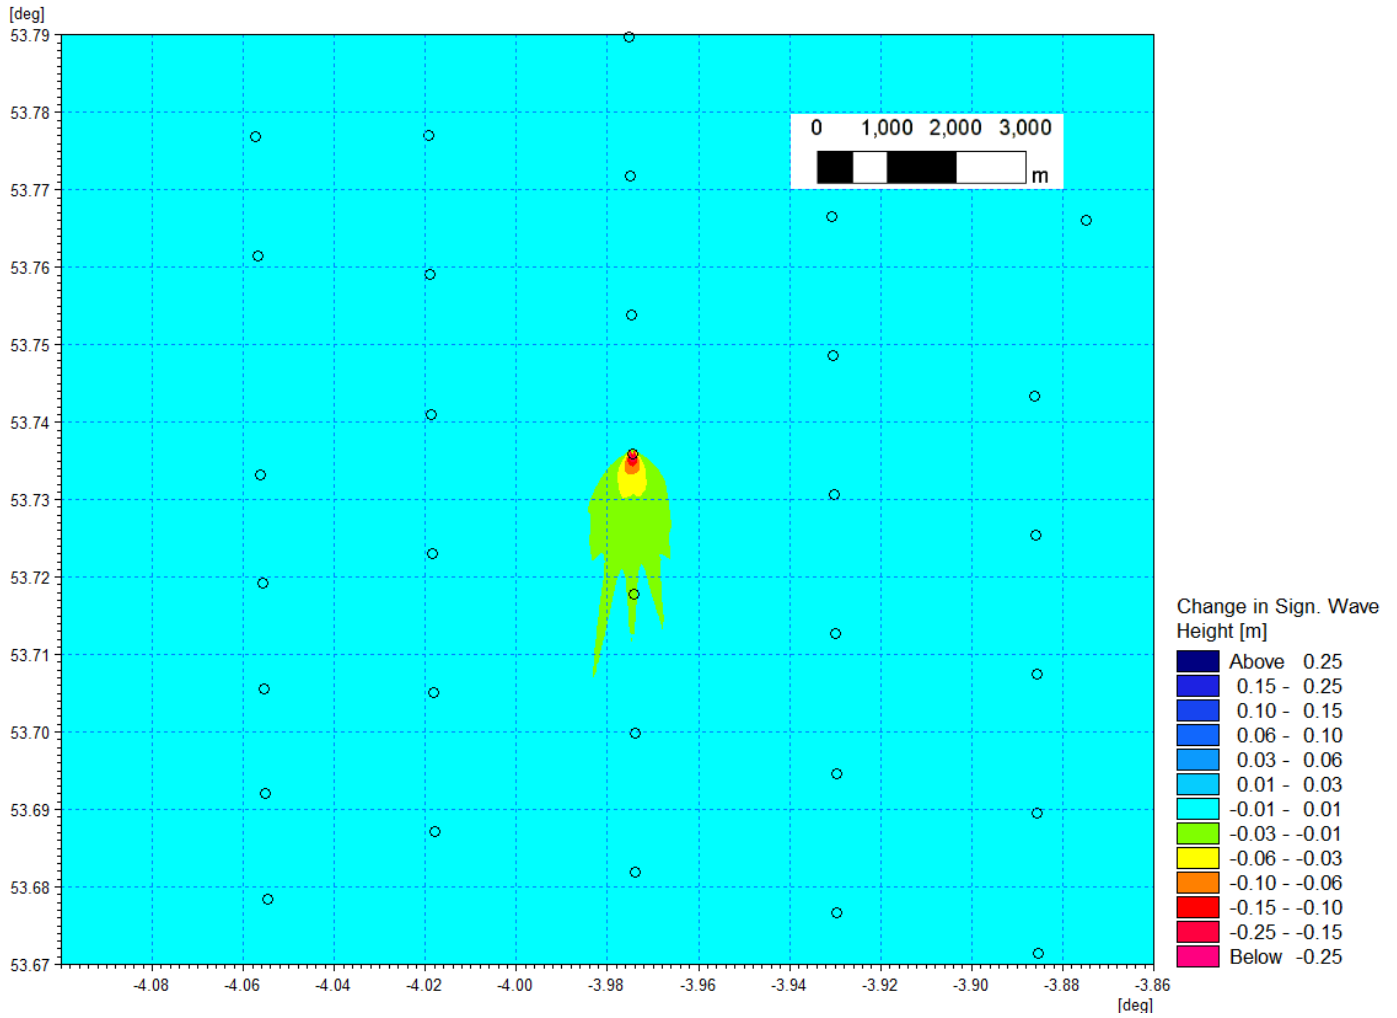 [deg]
53.79
53.78
53.77
53.76
53.75
53.74
53.73
53.72
53.71
53.70
53.69
53.68
53.67
0 1,000 2,000 3,000
m
-4.08 -4.06 -4.04 -4.02 -4.00 -3.98 -3.96 -3.94 -3.92 -3.90 -3.88 -3.86
[deg]
Change in Sign. Wave
Height [m]
Above 0.25
0.15 - 0.25
0.10 - 0.15
0.06 - 0.10
0.03 - 0.06
0.01 - 0.03
-0.01 - 0.01
-0.03 - -0.01
-0.06 - -0.03
-0.10 - -0.06
-0.15 - -0.10
-0.25 - -0.15
Below -0.25